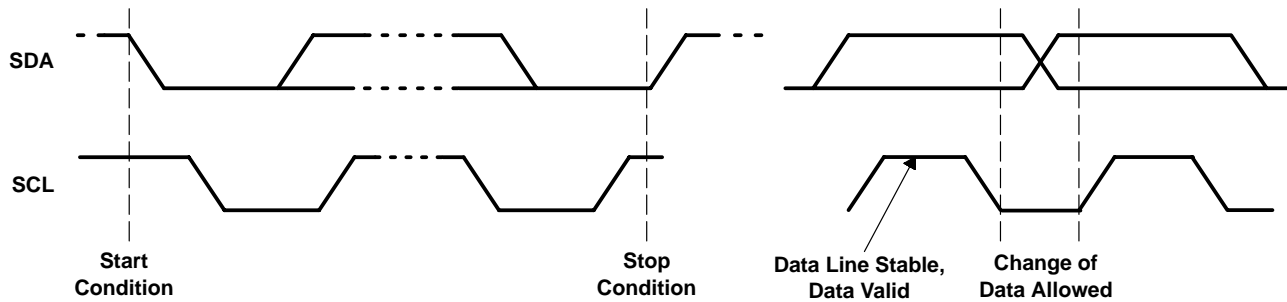 SDA
SCL
Start
Condition
Stop
Condition
Data Line Stable,
Data Valid
Change of
Data Allowed